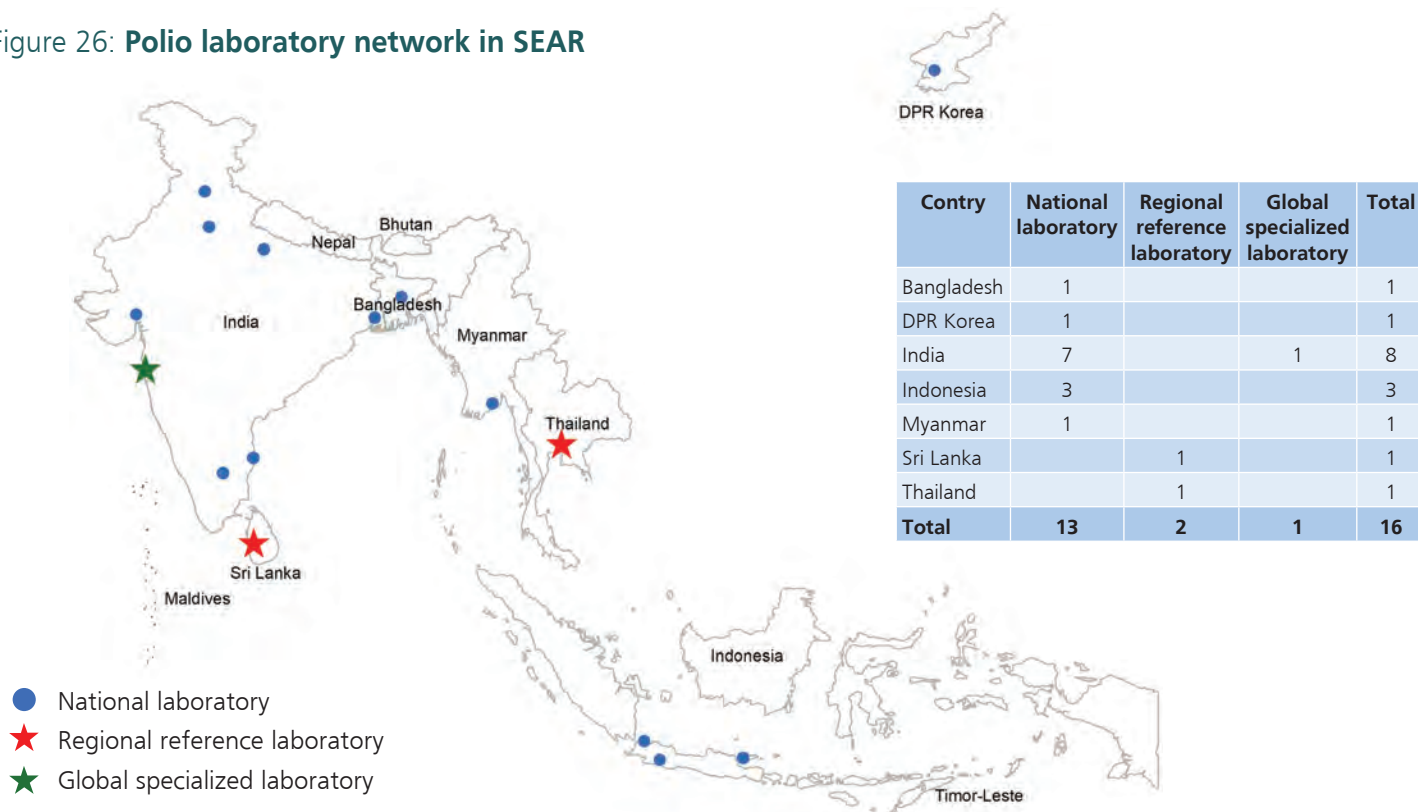 igure 26: Polio laboratory network in SEAR
DPR Korea
Bhutan
Nepal
Bangladesh
India
Myanmar
Thailand
Sri Lanka
Maldives
Indonesia
Timor-Leste
Contry National laboratory Regional reference laboratory Global specialized laboratory Total
Bangladesh 1 1
DPR Korea 1 1
India 7 1 8
Indonesia 3 3
Myanmar 1 1
Sri Lanka 1 1
Thailand 1 1
Total 13 2 1 16
National laboratory
Regional reference laboratory
Global specialized laboratory